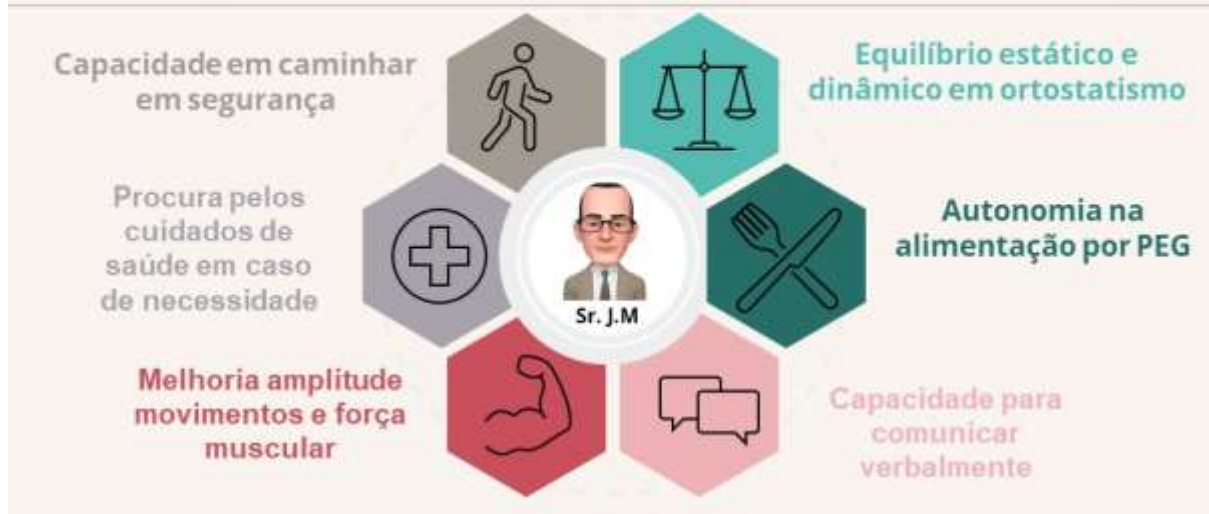 Capacidade em caminhar
em segurança
Equilíbrio estático e
dinâmico em ortostatismo
Procura pelos
cuidados de
saúde em caso
de necessidade
Sr. J.M
Autonomia na
alimentação por PEG
Melhoria amplitude
movimentos e força
muscular
Capacidade para
comunicar
verbalmente